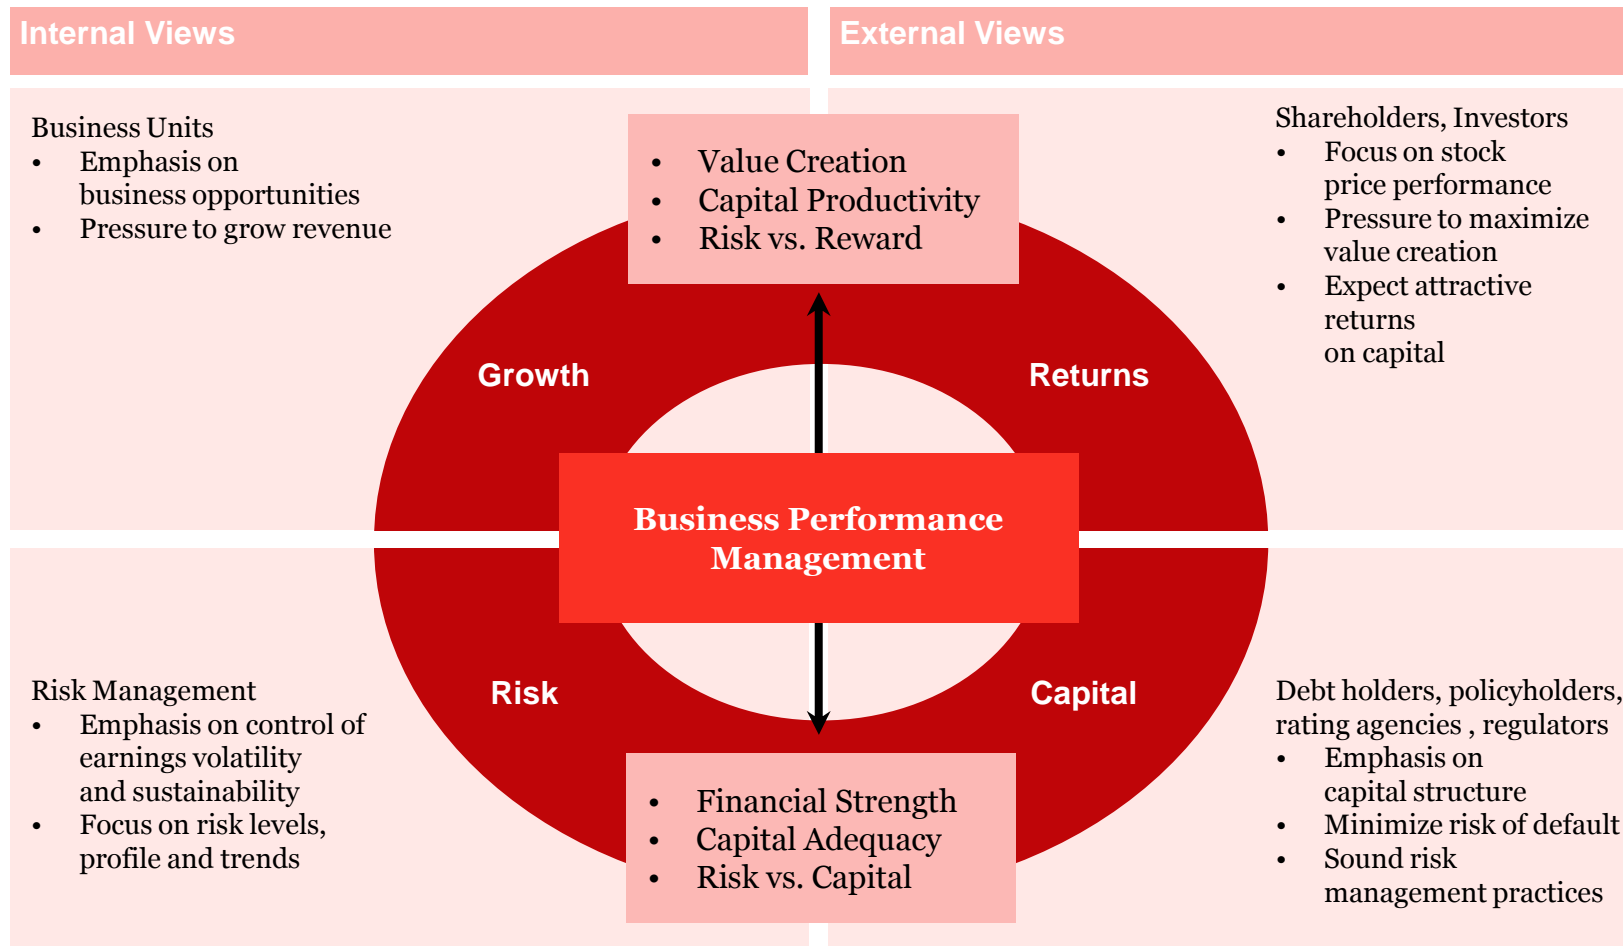 Internal Views
External Views
Business Units
• Emphasis on
business opportunities
• Pressure to grow revenue
• Value Creation
• Capital Productivity
• Risk vs. Reward
Shareholders, Investors
• Focus on stock
price performance
• Pressure to maximize
value creation
• Expect attractive
returns
on capital
Growth
Returns
Business Performance
Management
Risk
Capital
Risk Management
• Emphasis on control of
earnings volatility
and sustainability
• Focus on risk levels,
profile and trends
• Financial Strength
• Capital Adequacy
• Risk vs. Capital
Debt holders, policyholders,
rating agencies , regulators
• Emphasis on
capital structure
• Minimize risk of default
• Sound risk
management practices